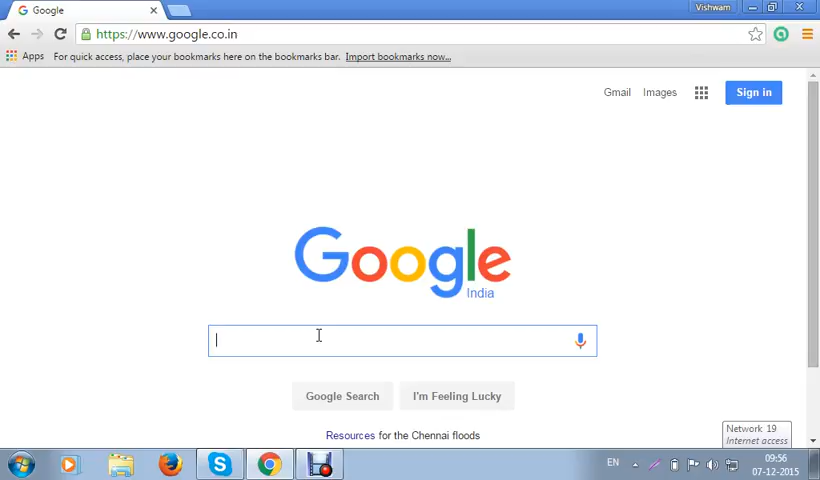 Google
Vishwam
https://www.google.co.in
Apps
For quick access, place your bookmarks here on the bookmarks bar. Import bookmarks now...
Gmail
Images
Sign in
Google
India
Google Search
I'm Feeling Lucky
Resources for the Chennai floods
Network 19
Internet access
EN
09:56
07-12-2015